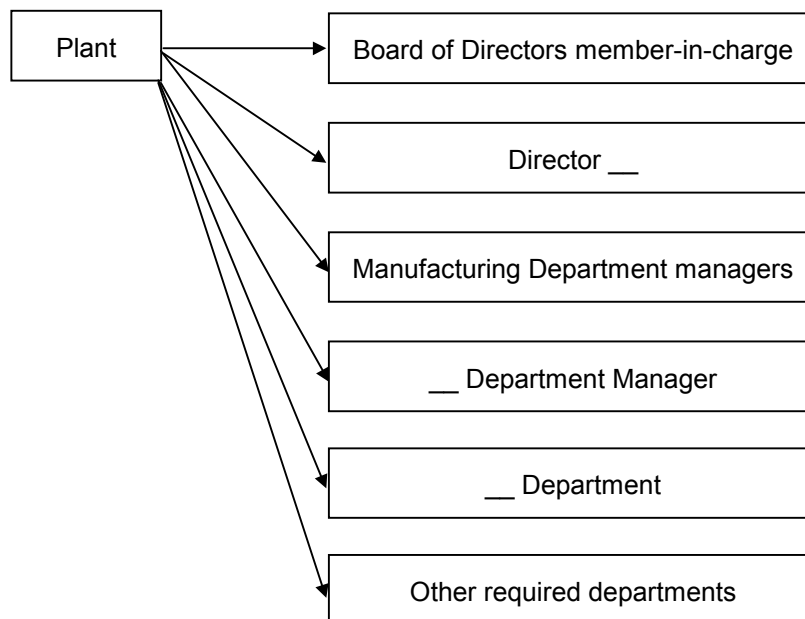 Plant
Board of Directors member-in-charge
Director __
Manufacturing Department managers
__ Department Manager
__ Department
Other required departments